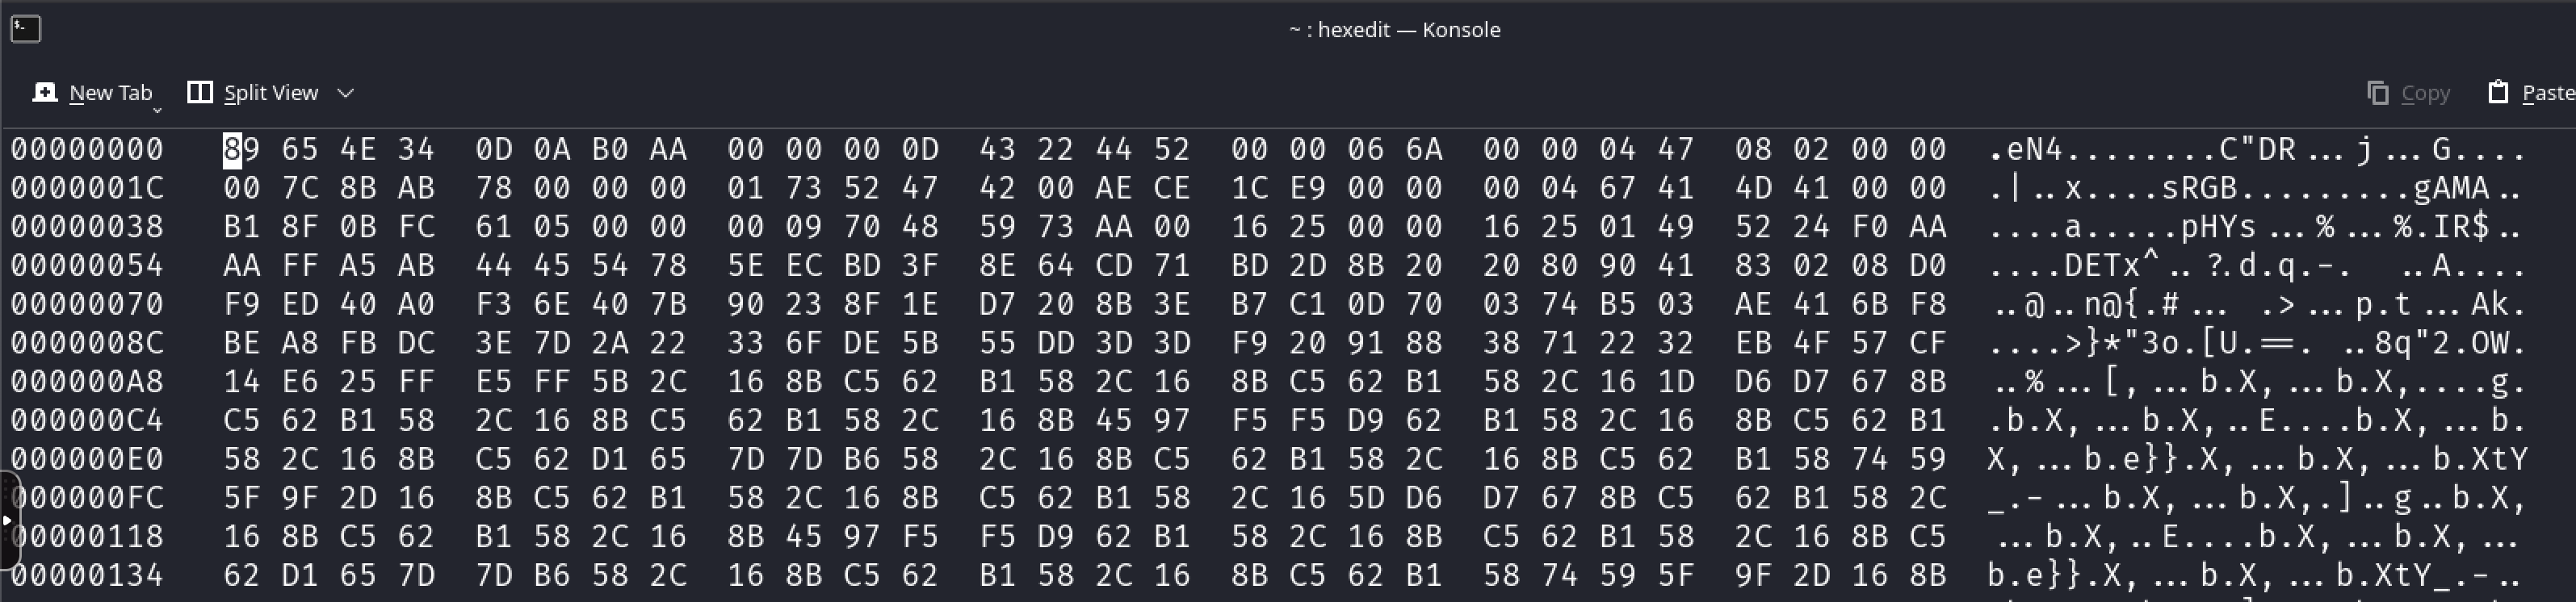 ~ : hexedit — Konsole
New Tab Split View Copy Paste
00000000 89 65 4E 34 0D 0A B0 AA 00 00 00 0D 43 22 44 52 00 00 06 6A 00 00 04 47 08 02 00 00 .eN4........C"DR...j...G....
0000001C 00 7C 8B AB 78 00 00 00 01 73 52 47 42 00 AE CE 1C E9 00 00 00 04 67 41 4D 41 00 00 .|..x....sRGB.........gAMA..
00000038 B1 8F 0B FC 61 05 00 00 00 09 70 48 59 73 AA 00 16 25 00 00 16 25 01 49 52 24 F0 AA ....a.....pHYs...%...%.IR$..
00000054 AA FF A5 AB 44 45 54 78 5E EC BD 3F 8E 64 CD 71 BD 2D 8B 20 20 80 90 41 83 02 08 D0 ....DETx^..?.d.q.-.  ..A....
00000070 F9 ED 40 A0 F3 6E 40 7B 90 23 8F 1E D7 20 8B 3E B7 C1 0D 70 03 74 B5 03 AE 41 6B F8 ..@..n@{.#... .>...p.t...Ak.
0000008C BE A8 FB DC 3E 7D 2A 22 33 6F DE 5B 55 DD 3D 3D F9 20 91 88 38 71 22 32 EB 4F 57 CF ....>}*"3o.[U.==. ..8q"2.OW.
000000A8 14 E6 25 FF E5 FF 5B 2C 16 8B C5 62 B1 58 2C 16 8B C5 62 B1 58 2C 16 1D D6 D7 67 8B ..%...[,...b.X,...b.X,....g.
000000C4 C5 62 B1 58 2C 16 8B C5 62 B1 58 2C 16 8B 45 97 F5 F5 D9 62 B1 58 2C 16 8B C5 62 B1 .b.X,...b.X,..E....b.X,...b.
000000E0 58 2C 16 8B C5 62 D1 65 7D 7D B6 58 2C 16 8B C5 62 B1 58 2C 16 8B C5 62 B1 58 74 59 X,...b.e}}.X,...b.X,...b.XtY
000000FC 5F 9F 2D 16 8B C5 62 B1 58 2C 16 8B C5 62 B1 58 2C 16 5D D6 D7 67 8B C5 62 B1 58 2C _.-...b.X,...b.X,.]..g..b.X,
00000118 16 8B C5 62 B1 58 2C 16 8B 45 97 F5 F5 D9 62 B1 58 2C 16 8B C5 62 B1 58 2C 16 8B C5 ...b.X,..E....b.X,...b.X,...
00000134 62 D1 65 7D 7D B6 58 2C 16 8B C5 62 B1 58 2C 16 8B C5 62 B1 58 74 59 5F 9F 2D 16 8B b.e}}.X,...b.X,...b.XtY_.-..